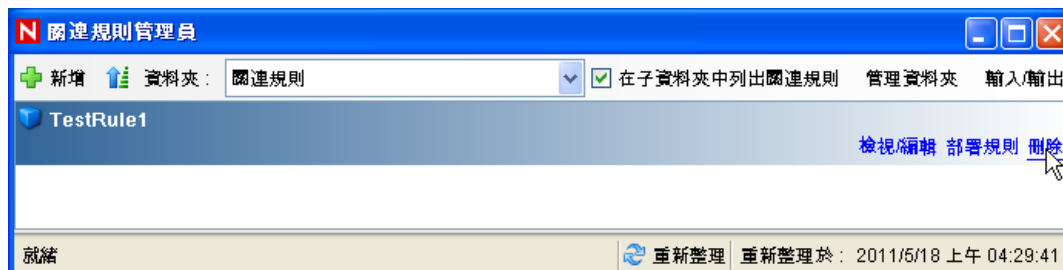 N 關連規則管理員
新增 資料夾： 關連規則 在子資料夾中列出關連規則 管理資料夾 輸入/輸出
TestRule1
檢視/編輯 部署規則 刪除
就緒 重新整理 重新整理於： 2011/5/18 上午 04:29:41